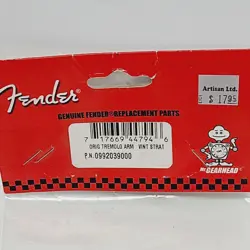 Artisan Ltd.
$ 17.95
Fender
GENUINE FENDER REPLACEMENT PARTS
7 17669 44794 6
ORIG TREMOLO ARM VINT STRAT
P.N. 0992039000
MR. GEARHEAD